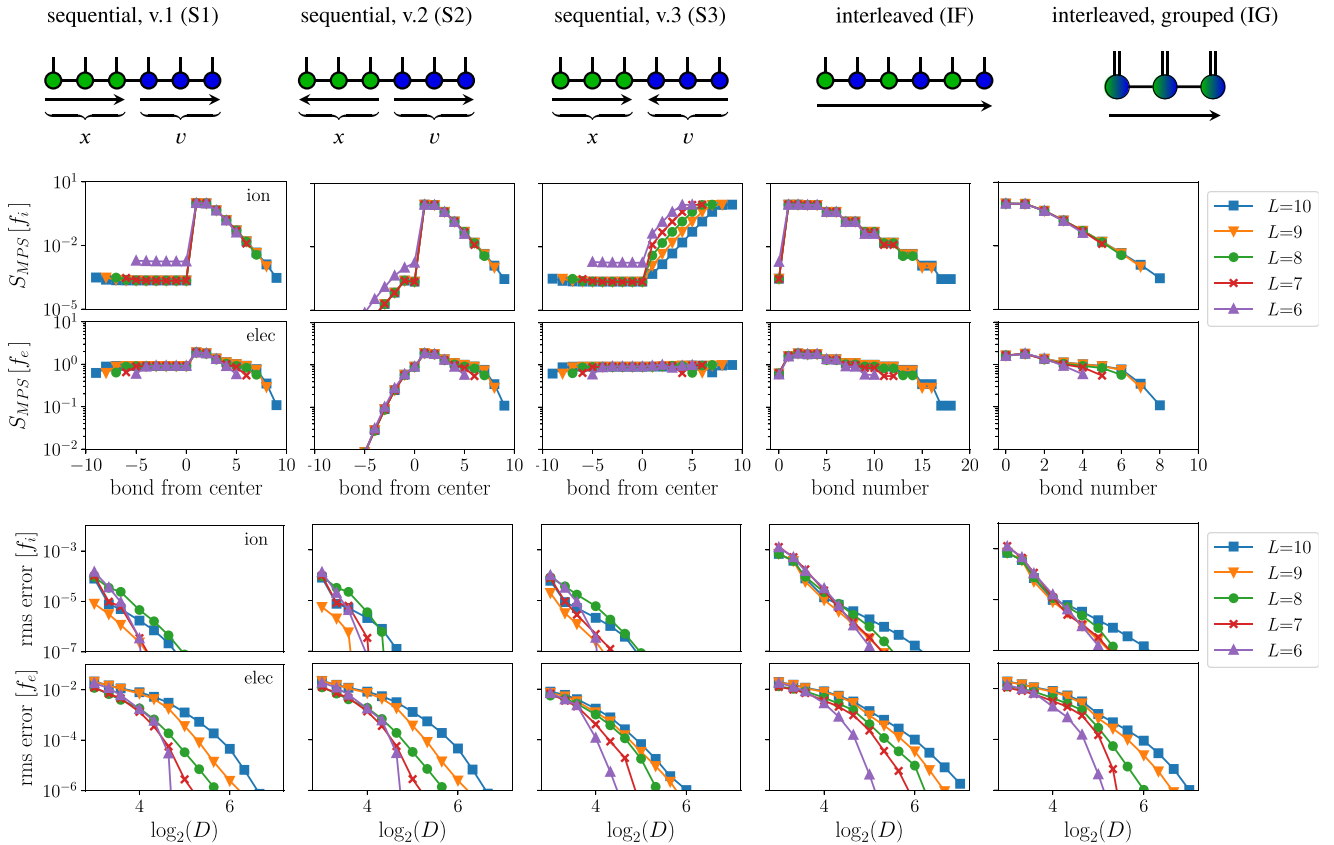 sequential, v.1 (S1) sequential, v.2 (S2) sequential, v.3 (S3) interleaved (IF) interleaved, grouped (IG)
x v x v x v
10^1
10^-2
10^-5
S_MPS[f_i]
ion
L=10
L=9
L=8
L=7
L=6
10^1
10^0
10^-1
10^-2
S_MPS[f_e]
elec
−10 −5 0 5 10 −10 −5 0 5 10 -10 −5 0 5 10 0 5 10 15 20 0 2 4 6 8 10
bond from center bond from center bond from center bond number bond number
10^-3
10^-5
10^-7
rms error [f_i]
ion
L=10
L=9
L=8
L=7
L=6
10^-2
10^-4
10^-6
rms error [f_e]
elec
4 6 4 6 4 6 4 6 4 6
log_2(D) log_2(D) log_2(D) log_2(D) log_2(D)